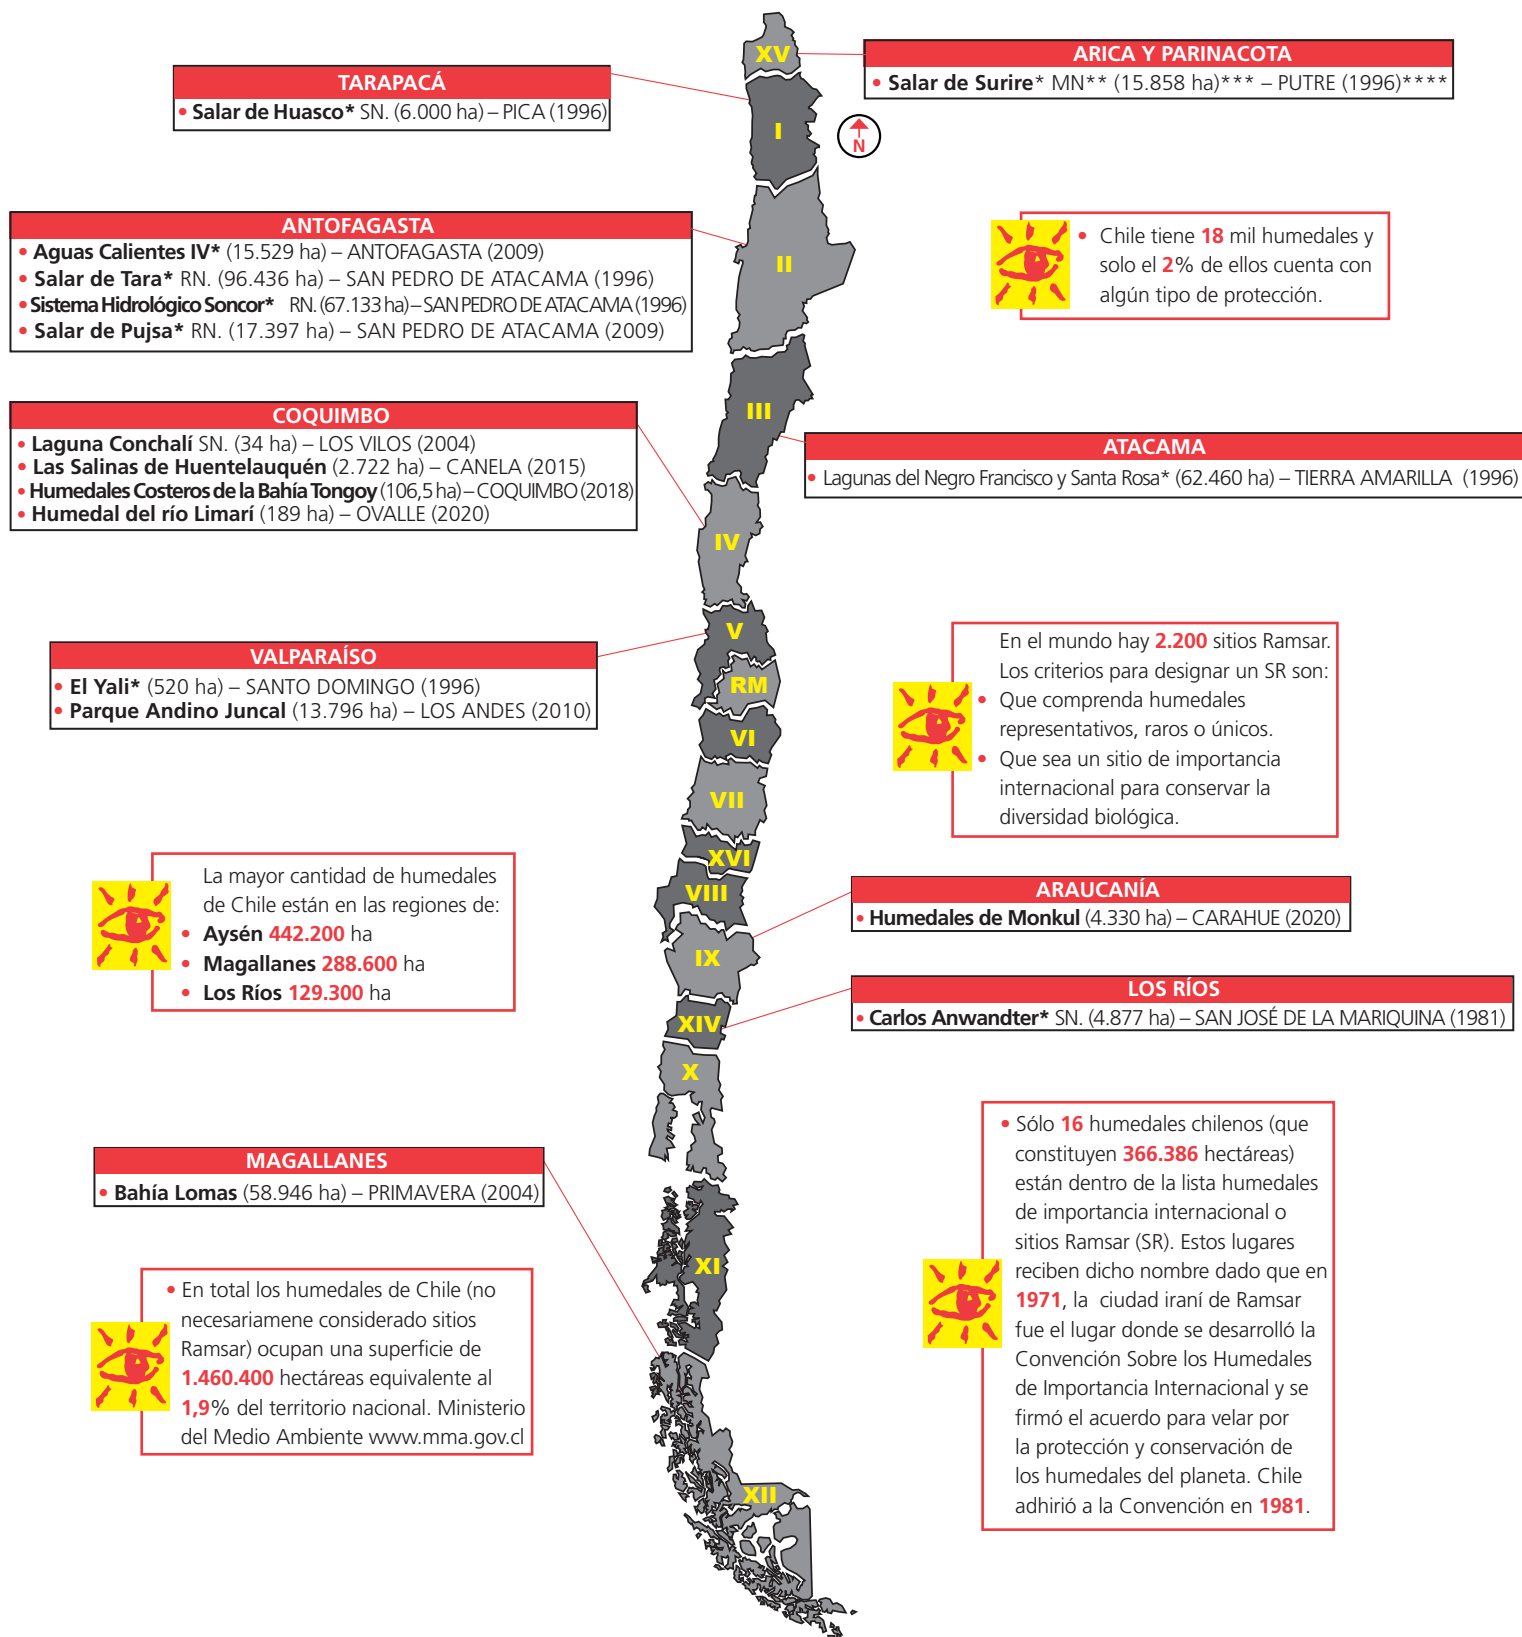 XV
ARICA Y PARINACOTA
• Salar de Surire* MN** (15.858 ha)*** – PUTRE (1996)****
TARAPACÁ
• Salar de Huasco* SN. (6.000 ha) – PICA (1996)
I
N
ANTOFAGASTA
• Aguas Calientes IV* (15.529 ha) – ANTOFAGASTA (2009)
• Salar de Tara* RN. (96.436 ha) – SAN PEDRO DE ATACAMA (1996)
• Sistema Hidrológico Soncor* RN. (67.133 ha) – SAN PEDRO DE ATACAMA (1996)
• Salar de Pujsa* RN. (17.397 ha) – SAN PEDRO DE ATACAMA (2009)
II
• Chile tiene 18 mil humedales y
solo el 2% de ellos cuenta con
algún tipo de protección.
III
COQUIMBO
• Laguna Conchalí SN. (34 ha) – LOS VILOS (2004)
• Las Salinas de Huentelauquén (2.722 ha) – CANELA (2015)
• Humedales Costeros de la Bahía Tongoy (106,5 ha) – COQUIMBO (2018)
• Humedal del río Limarí (189 ha) – OVALLE (2020)
ATACAMA
• Lagunas del Negro Francisco y Santa Rosa* (62.460 ha) – TIERRA AMARILLA (1996)
IV
V
VALPARAÍSO
• El Yali* (520 ha) – SANTO DOMINGO (1996)
• Parque Andino Juncal (13.796 ha) – LOS ANDES (2010)
RM
VI
En el mundo hay 2.200 sitios Ramsar.
Los criterios para designar un SR son:
• Que comprenda humedales
representativos, raros o únicos.
• Que sea un sitio de importancia
internacional para conservar la
diversidad biológica.
VII
XVI
VIII
La mayor cantidad de humedales
de Chile están en las regiones de:
• Aysén 442.200 ha
• Magallanes 288.600 ha
• Los Ríos 129.300 ha
ARAUCANÍA
• Humedales de Monkul (4.330 ha) – CARAHUE (2020)
IX
LOS RÍOS
• Carlos Anwandter* SN. (4.877 ha) – SAN JOSÉ DE LA MARIQUINA (1981)
XIV
X
MAGALLANES
• Bahía Lomas (58.946 ha) – PRIMAVERA (2004)
XI
• En total los humedales de Chile (no
necesariamene considerado sitios
Ramsar) ocupan una superficie de
1.460.400 hectáreas equivalente al
1,9% del territorio nacional. Ministerio
del Medio Ambiente www.mma.gov.cl
• Sólo 16 humedales chilenos (que
constituyen 366.386 hectáreas)
están dentro de la lista humedales
de importancia internacional o
sitios Ramsar (SR). Estos lugares
reciben dicho nombre dado que en
1971, la ciudad iraní de Ramsar
fue el lugar donde se desarrolló la
Convención Sobre los Humedales
de Importancia Internacional y se
firmó el acuerdo para velar por
la protección y conservación de
los humedales del planeta. Chile
adhirió a la Convención en 1981.
XII